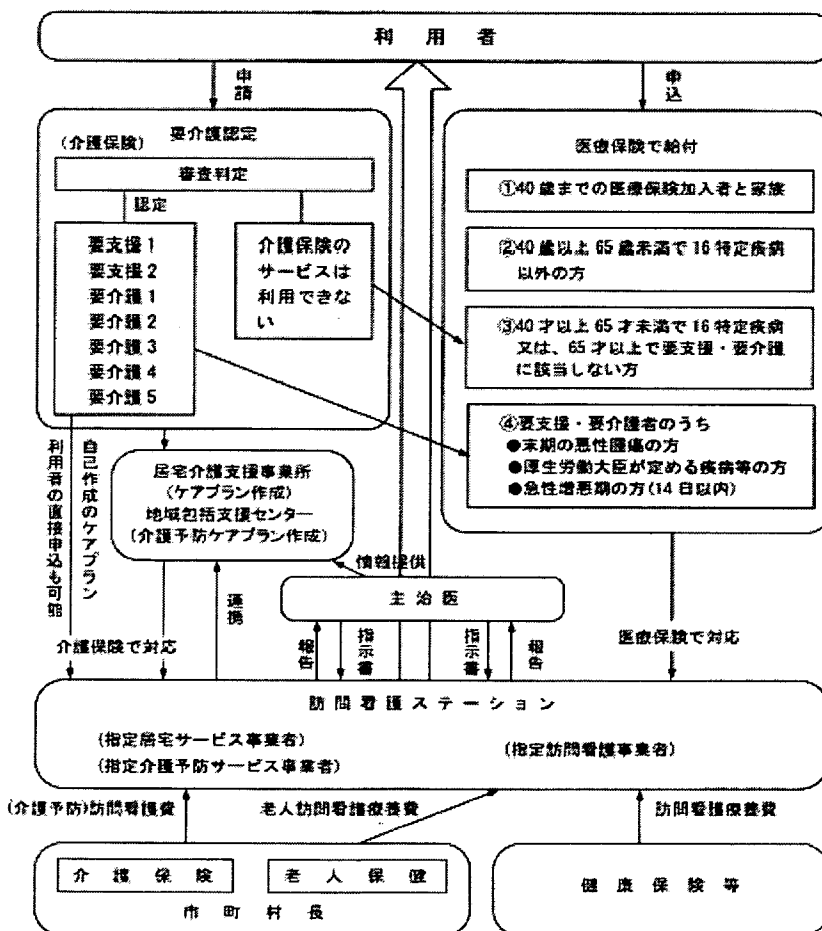 利用者
申請
申込
(介護保険)
要介護認定
審査判定
認定
要支援1
要支援2
要介護1
要介護2
要介護3
要介護4
要介護5
介護保険の
サービスは
利用できな
い
医療保険で給付
①40歳までの医療保険加入者と家族
②40歳以上65歳未満で16特定疾病
以外の方
③40才以上65才未満で16特定疾病
又は、65才以上で要支援・要介護
に該当しない方
④要支援・要介護者のうち
●末期の悪性腫瘍の方
●厚生労働大臣が定める疾病等の方
●急性増悪期の方(14日以内)
自己作成のケアプラン
利用者の直接申込も可能
居宅介護支援事業所
(ケアプラン作成)
地域包括支援センター
(介護予防ケアプラン作成)
情報提供
主治医
連携
報告
指示書
指示書
報告
介護保険で対応
医療保険で対応
訪問看護ステーション
(指定居宅サービス事業者)
(指定介護予防サービス事業者)
(指定訪問看護事業者)
(介護予防)訪問看護費
老人訪問看護療養費
訪問看護療養費
介護保険
老人保健
市町村長
健康保険等